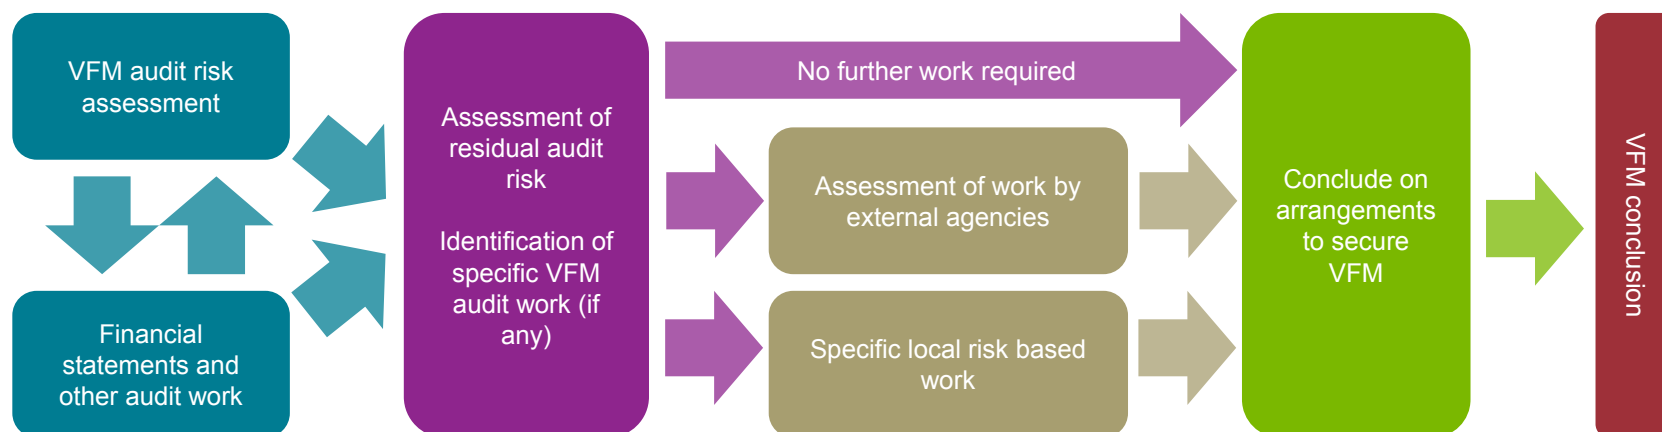 VFM audit risk
assessment
Financial
statements and
other audit work
Assessment of
residual audit
risk
Identification of
specific VFM
audit work (if
any)
No further work required
Assessment of work by
external agencies
Specific local risk based
work
Conclude on
arrangements
to secure
VFM
VFM conclusion